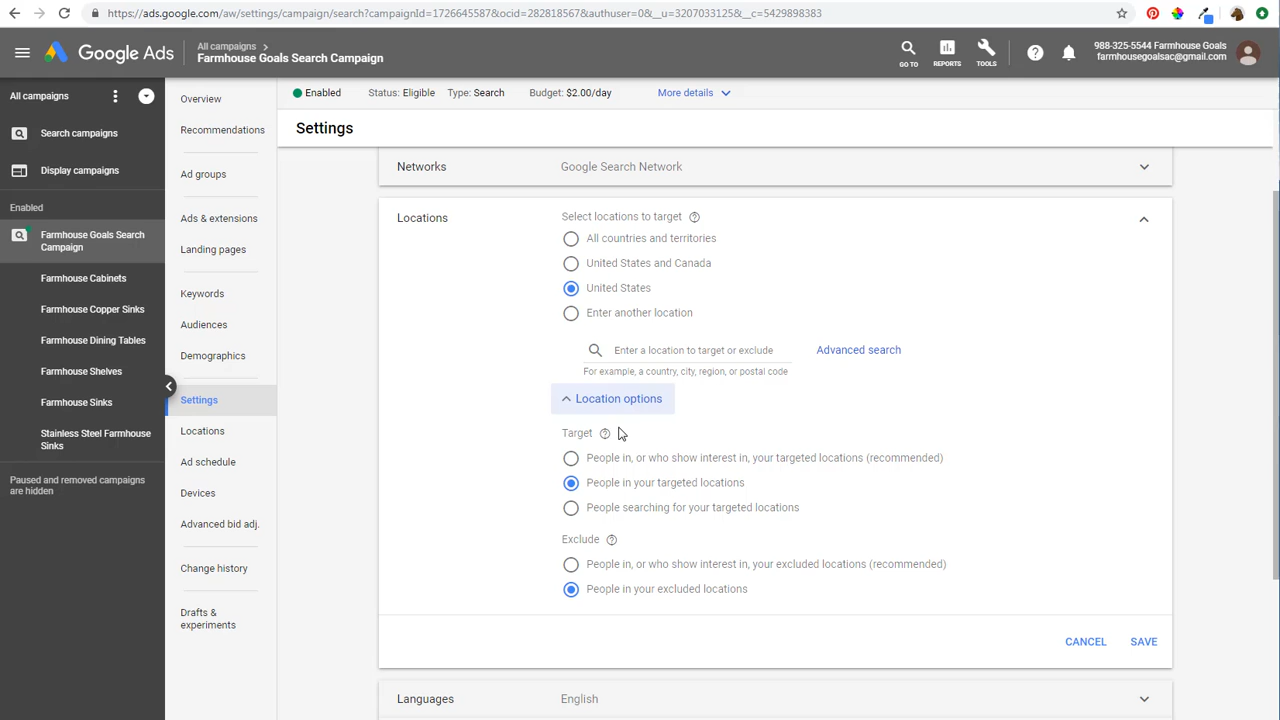 https://ads.google.com/aw/settings/campaign/search?campaignId=1726645587&ocid=282818567&authuser=0&__u=3207033125&__c=5429898383
Google Ads
All campaigns
Farmhouse Goals Search Campaign
GO TO
REPORTS
TOOLS
988-325-5544 Farmhouse Goals
farmhousegoalsac@gmail.com
All campaigns
Search campaigns
Display campaigns
Enabled
Farmhouse Goals Search
Campaign
Farmhouse Cabinets
Farmhouse Copper Sinks
Farmhouse Dining Tables
Farmhouse Shelves
Farmhouse Sinks
Stainless Steel Farmhouse
Sinks
Paused and removed campaigns
are hidden
Overview
Recommendations
Ad groups
Ads & extensions
Landing pages
Keywords
Audiences
Demographics
Settings
Locations
Ad schedule
Devices
Advanced bid adj.
Change history
Drafts &
experiments
Enabled Status: Eligible Type: Search Budget: $2.00/day More details
Settings
Networks Google Search Network
Locations
Select locations to target
All countries and territories
United States and Canada
United States
Enter another location
Enter a location to target or exclude Advanced search
For example, a country, city, region, or postal code
Location options
Target
People in, or who show interest in, your targeted locations (recommended)
People in your targeted locations
People searching for your targeted locations
Exclude
People in, or who show interest in, your excluded locations (recommended)
People in your excluded locations
CANCEL SAVE
Languages English